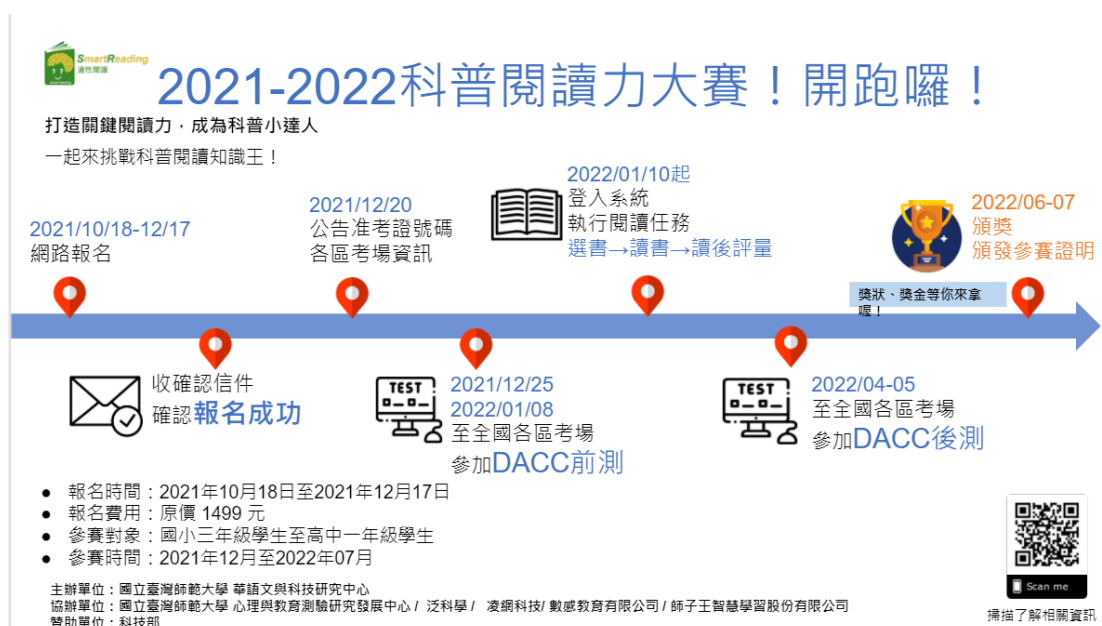 SmartReading
適性閱讀
2021-2022科普閱讀力大賽！開跑囉！
打造關鍵閱讀力，成為科普小達人
一起來挑戰科普閱讀知識王！
2021/10/18-12/17
網路報名
2021/12/20
公告准考證號碼
各區考場資訊
2022/01/10起
登入系統
執行閱讀任務
選書→讀書→讀後評量
2022/06-07
頒獎
頒發參賽證明
獎狀、獎金等你來拿
喔！
收確認信件
確認報名成功
TEST
2021/12/25
2022/01/08
至全國各區考場
參加DACC前測
TEST
2022/04-05
至全國各區考場
參加DACC後測
● 報名時間：2021年10月18日至2021年12月17日
● 報名費用：原價 1499 元
● 參賽對象：國小三年級學生至高中一年級學生
● 參賽時間：2021年12月至2022年07月
主辦單位：國立臺灣師範大學 華語文與科技研究中心
協辦單位：國立臺灣師範大學 心理與教育測驗研究發展中心 / 泛科學 / 凌網科技/ 數感教育有限公司 / 師子王智慧學習股份有限公司
贊助單位：科技部
Scan me
掃描了解相關資訊